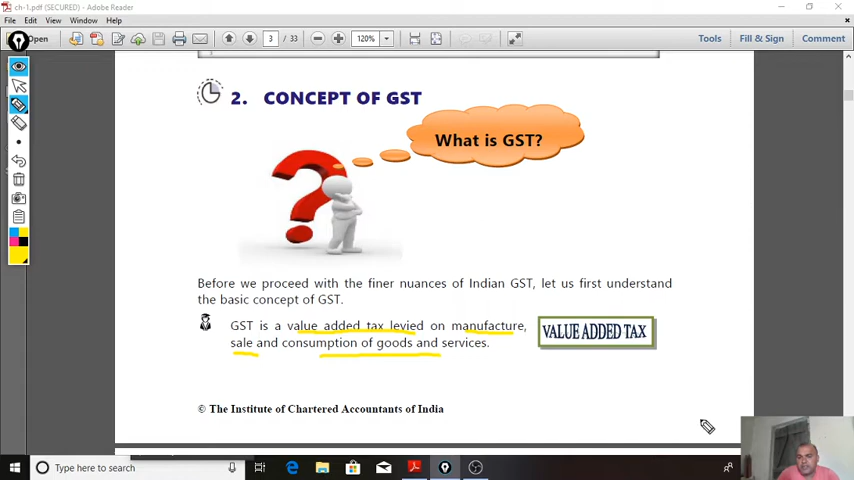 ch-1.pdf (SECURED) - Adobe Reader
File Edit View Window Help
Open 3 / 33 120% Tools Fill & Sign Comment
2. CONCEPT OF GST
What is GST?
Before we proceed with the finer nuances of Indian GST, let us first understand
the basic concept of GST.
GST is a value added tax levied on manufacture,
sale and consumption of goods and services.
VALUE ADDED TAX
© The Institute of Chartered Accountants of India
Type here to search